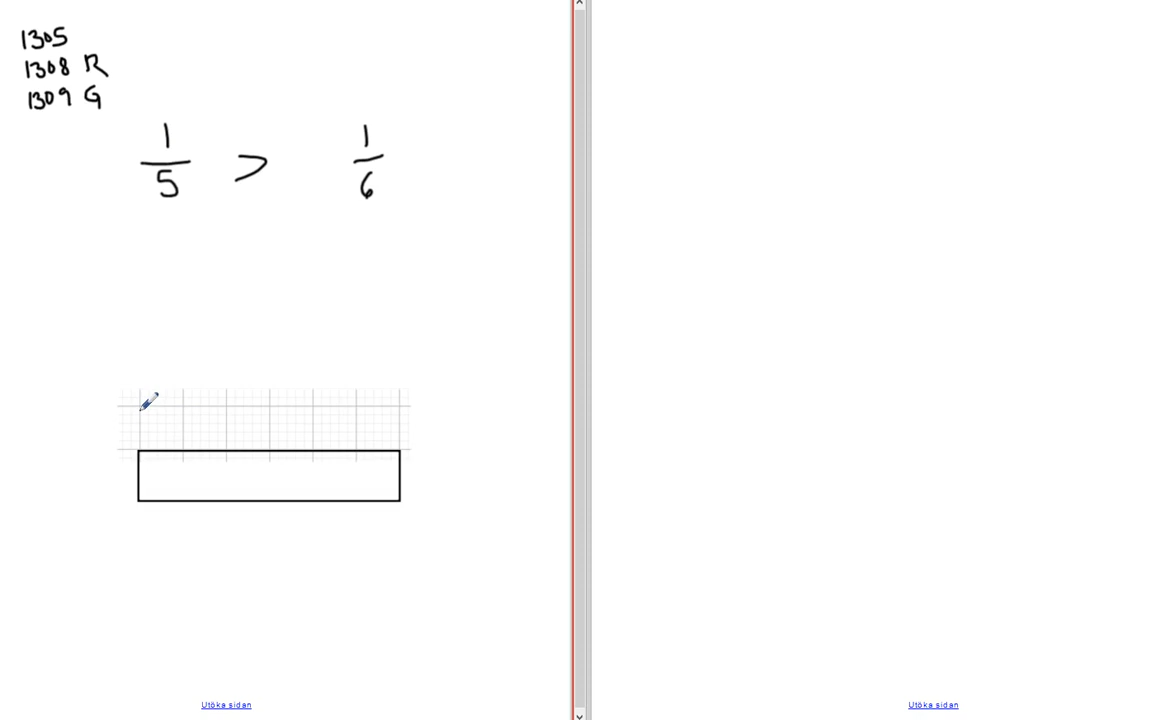 1305
1308 R
1309 G
1/5 > 1/6
Utöka sidan Utöka sidan